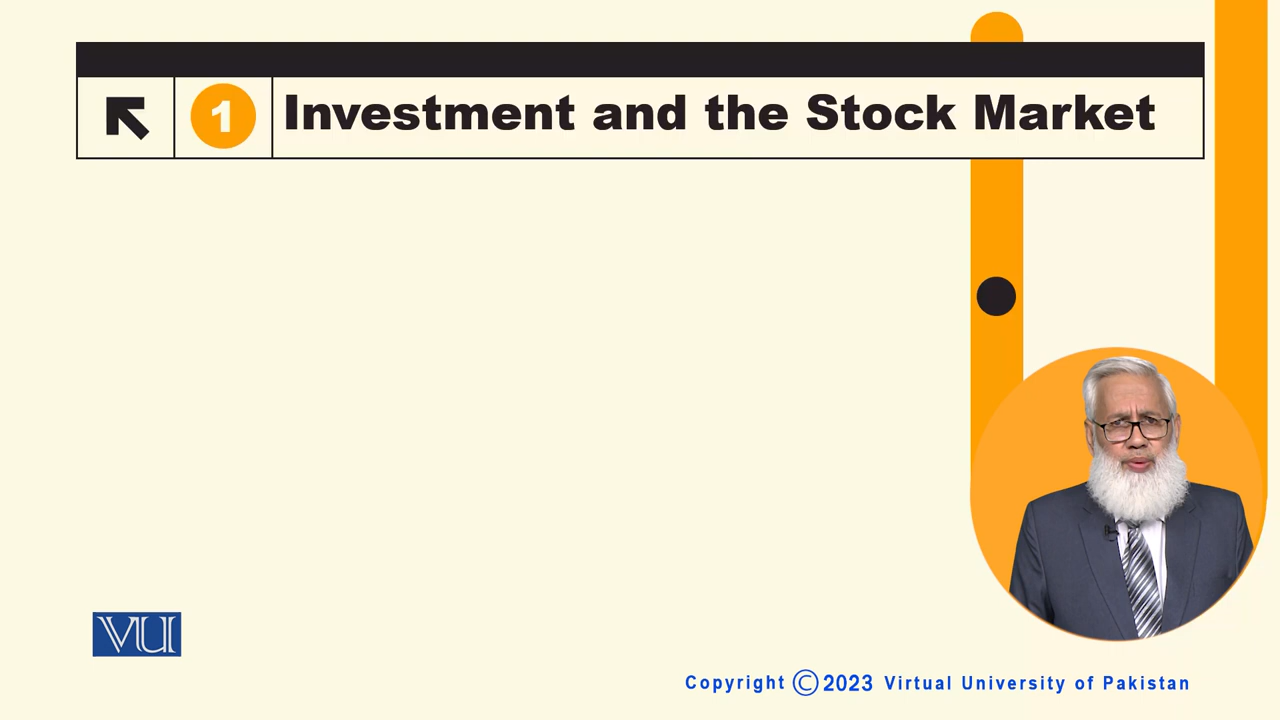 1 Investment and the Stock Market
VU
Copyright © 2023 Virtual University of Pakistan